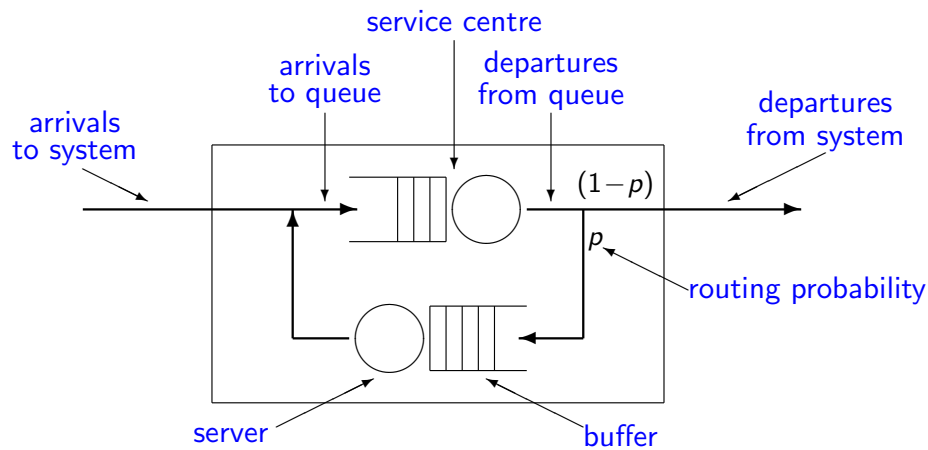 service centre
arrivals
to queue
departures
from queue
arrivals
to system
departures
from system
(1−p)
p
routing probability
server
buffer